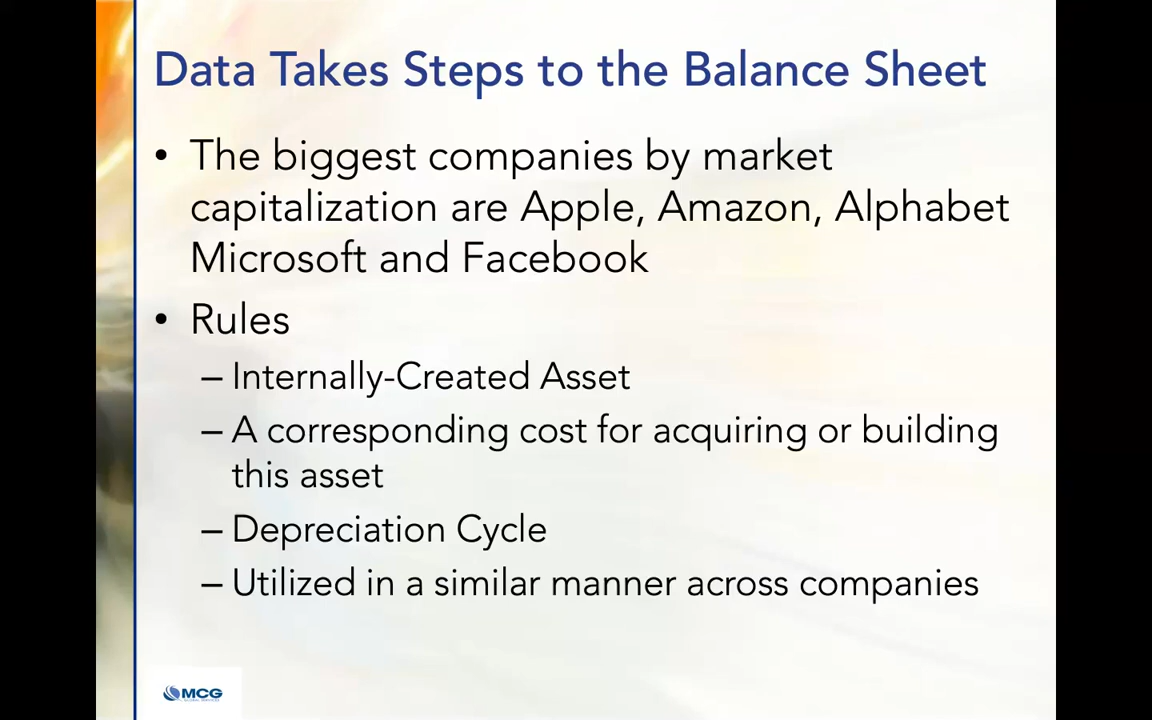 Data Takes Steps to the Balance Sheet
• The biggest companies by market
capitalization are Apple, Amazon, Alphabet
Microsoft and Facebook
• Rules
– Internally-Created Asset
– A corresponding cost for acquiring or building
this asset
– Depreciation Cycle
– Utilized in a similar manner across companies
MCG